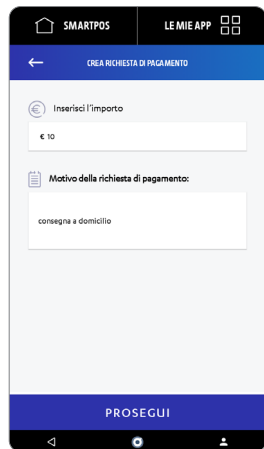 SMARTPOS
LE MIE APP
CREA RICHIESTA DI PAGAMENTO
Inserisci l'importo
€ 10
Motivo della richiesta di pagamento:
consegna a domicilio
PROSEGUI